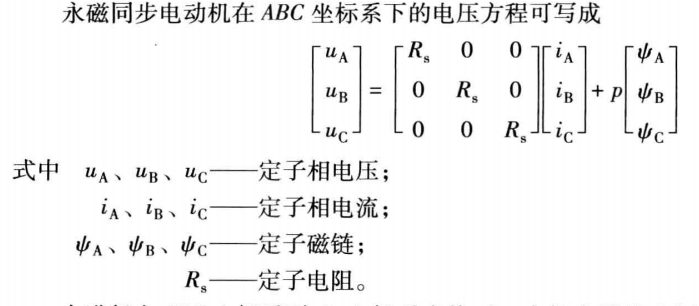 永磁同步电动机在 ABC 坐标系下的电压方程可写成
[u_A; u_B; u_C] = [R_s 0 0; 0 R_s 0; 0 0 R_s][i_A; i_B; i_C] + p[ψ_A; ψ_B; ψ_C]
式中 u_A、u_B、u_C——定子相电压;
i_A、i_B、i_C——定子相电流;
ψ_A、ψ_B、ψ_C——定子磁链;
R_s——定子电阻。